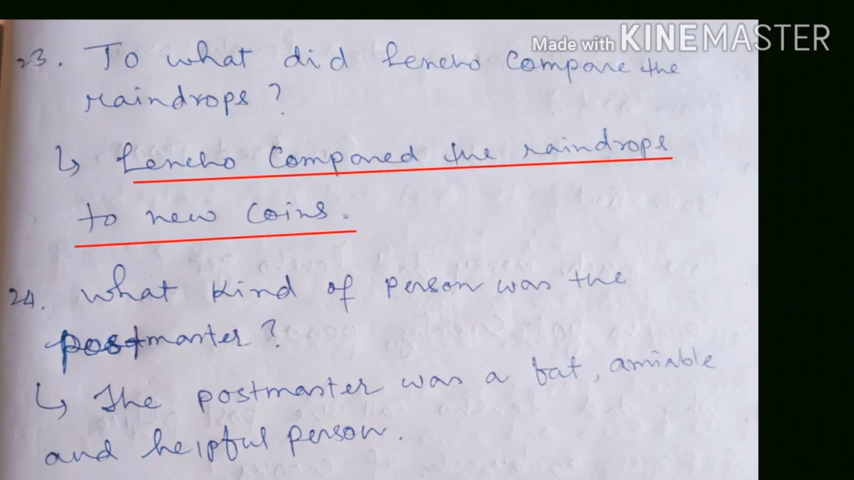 Made with KINEMASTER
23. To what did Lencho compare the
raindrops?
↳ Lencho compared the raindrops
to new coins.
24. What kind of person was the
postmaster?
↳ The postmaster was a fat, amiable
and helpful person.